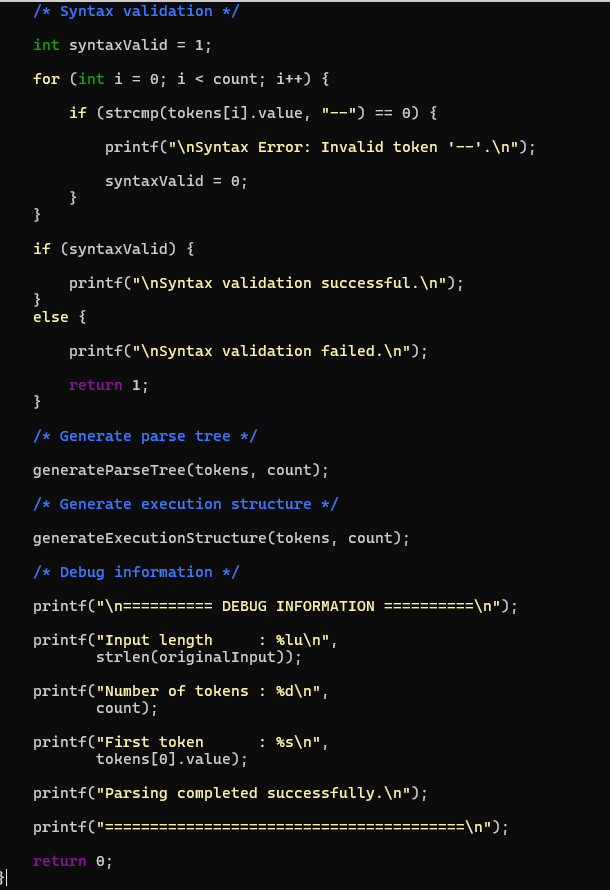 /* Syntax validation */
int syntaxValid = 1;
for (int i = 0; i < count; i++) {
if (strcmp(tokens[i].value, "--") == 0) {
printf("\nSyntax Error: Invalid token '--'.\n");
syntaxValid = 0;
}
}
if (syntaxValid) {
printf("\nSyntax validation successful.\n");
}
else {
printf("\nSyntax validation failed.\n");
return 1;
}
/* Generate parse tree */
generateParseTree(tokens, count);
/* Generate execution structure */
generateExecutionStructure(tokens, count);
/* Debug information */
printf("\n========== DEBUG INFORMATION ==========\n");
printf("Input length     : %lu\n",
strlen(originalInput));
printf("Number of tokens : %d\n",
count);
printf("First token      : %s\n",
tokens[0].value);
printf("Parsing completed successfully.\n");
printf("========================================\n");
return 0;
}